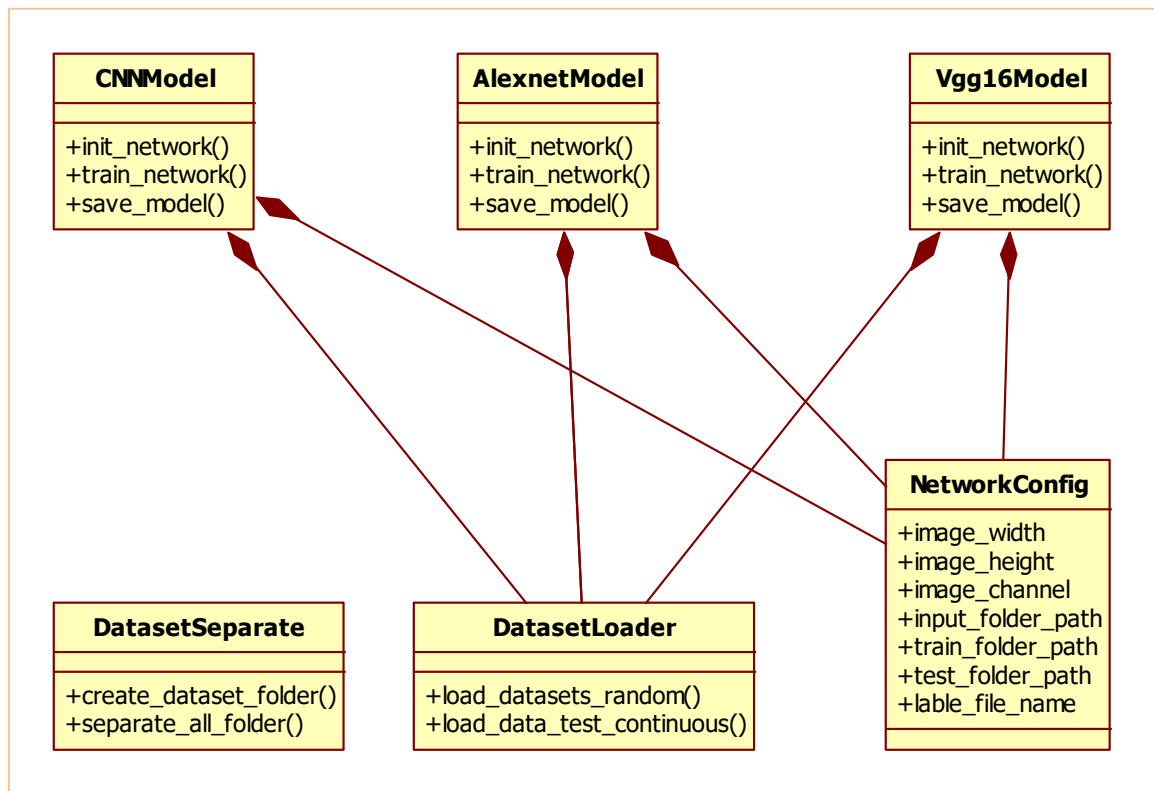 CNNModel
+init_network()
+train_network()
+save_model()
AlexnetModel
+init_network()
+train_network()
+save_model()
Vgg16Model
+init_network()
+train_network()
+save_model()
DatasetSeparate
+create_dataset_folder()
+separate_all_folder()
DatasetLoader
+load_datasets_random()
+load_data_test_continuous()
NetworkConfig
+image_width
+image_height
+image_channel
+input_folder_path
+train_folder_path
+test_folder_path
+lable_file_name